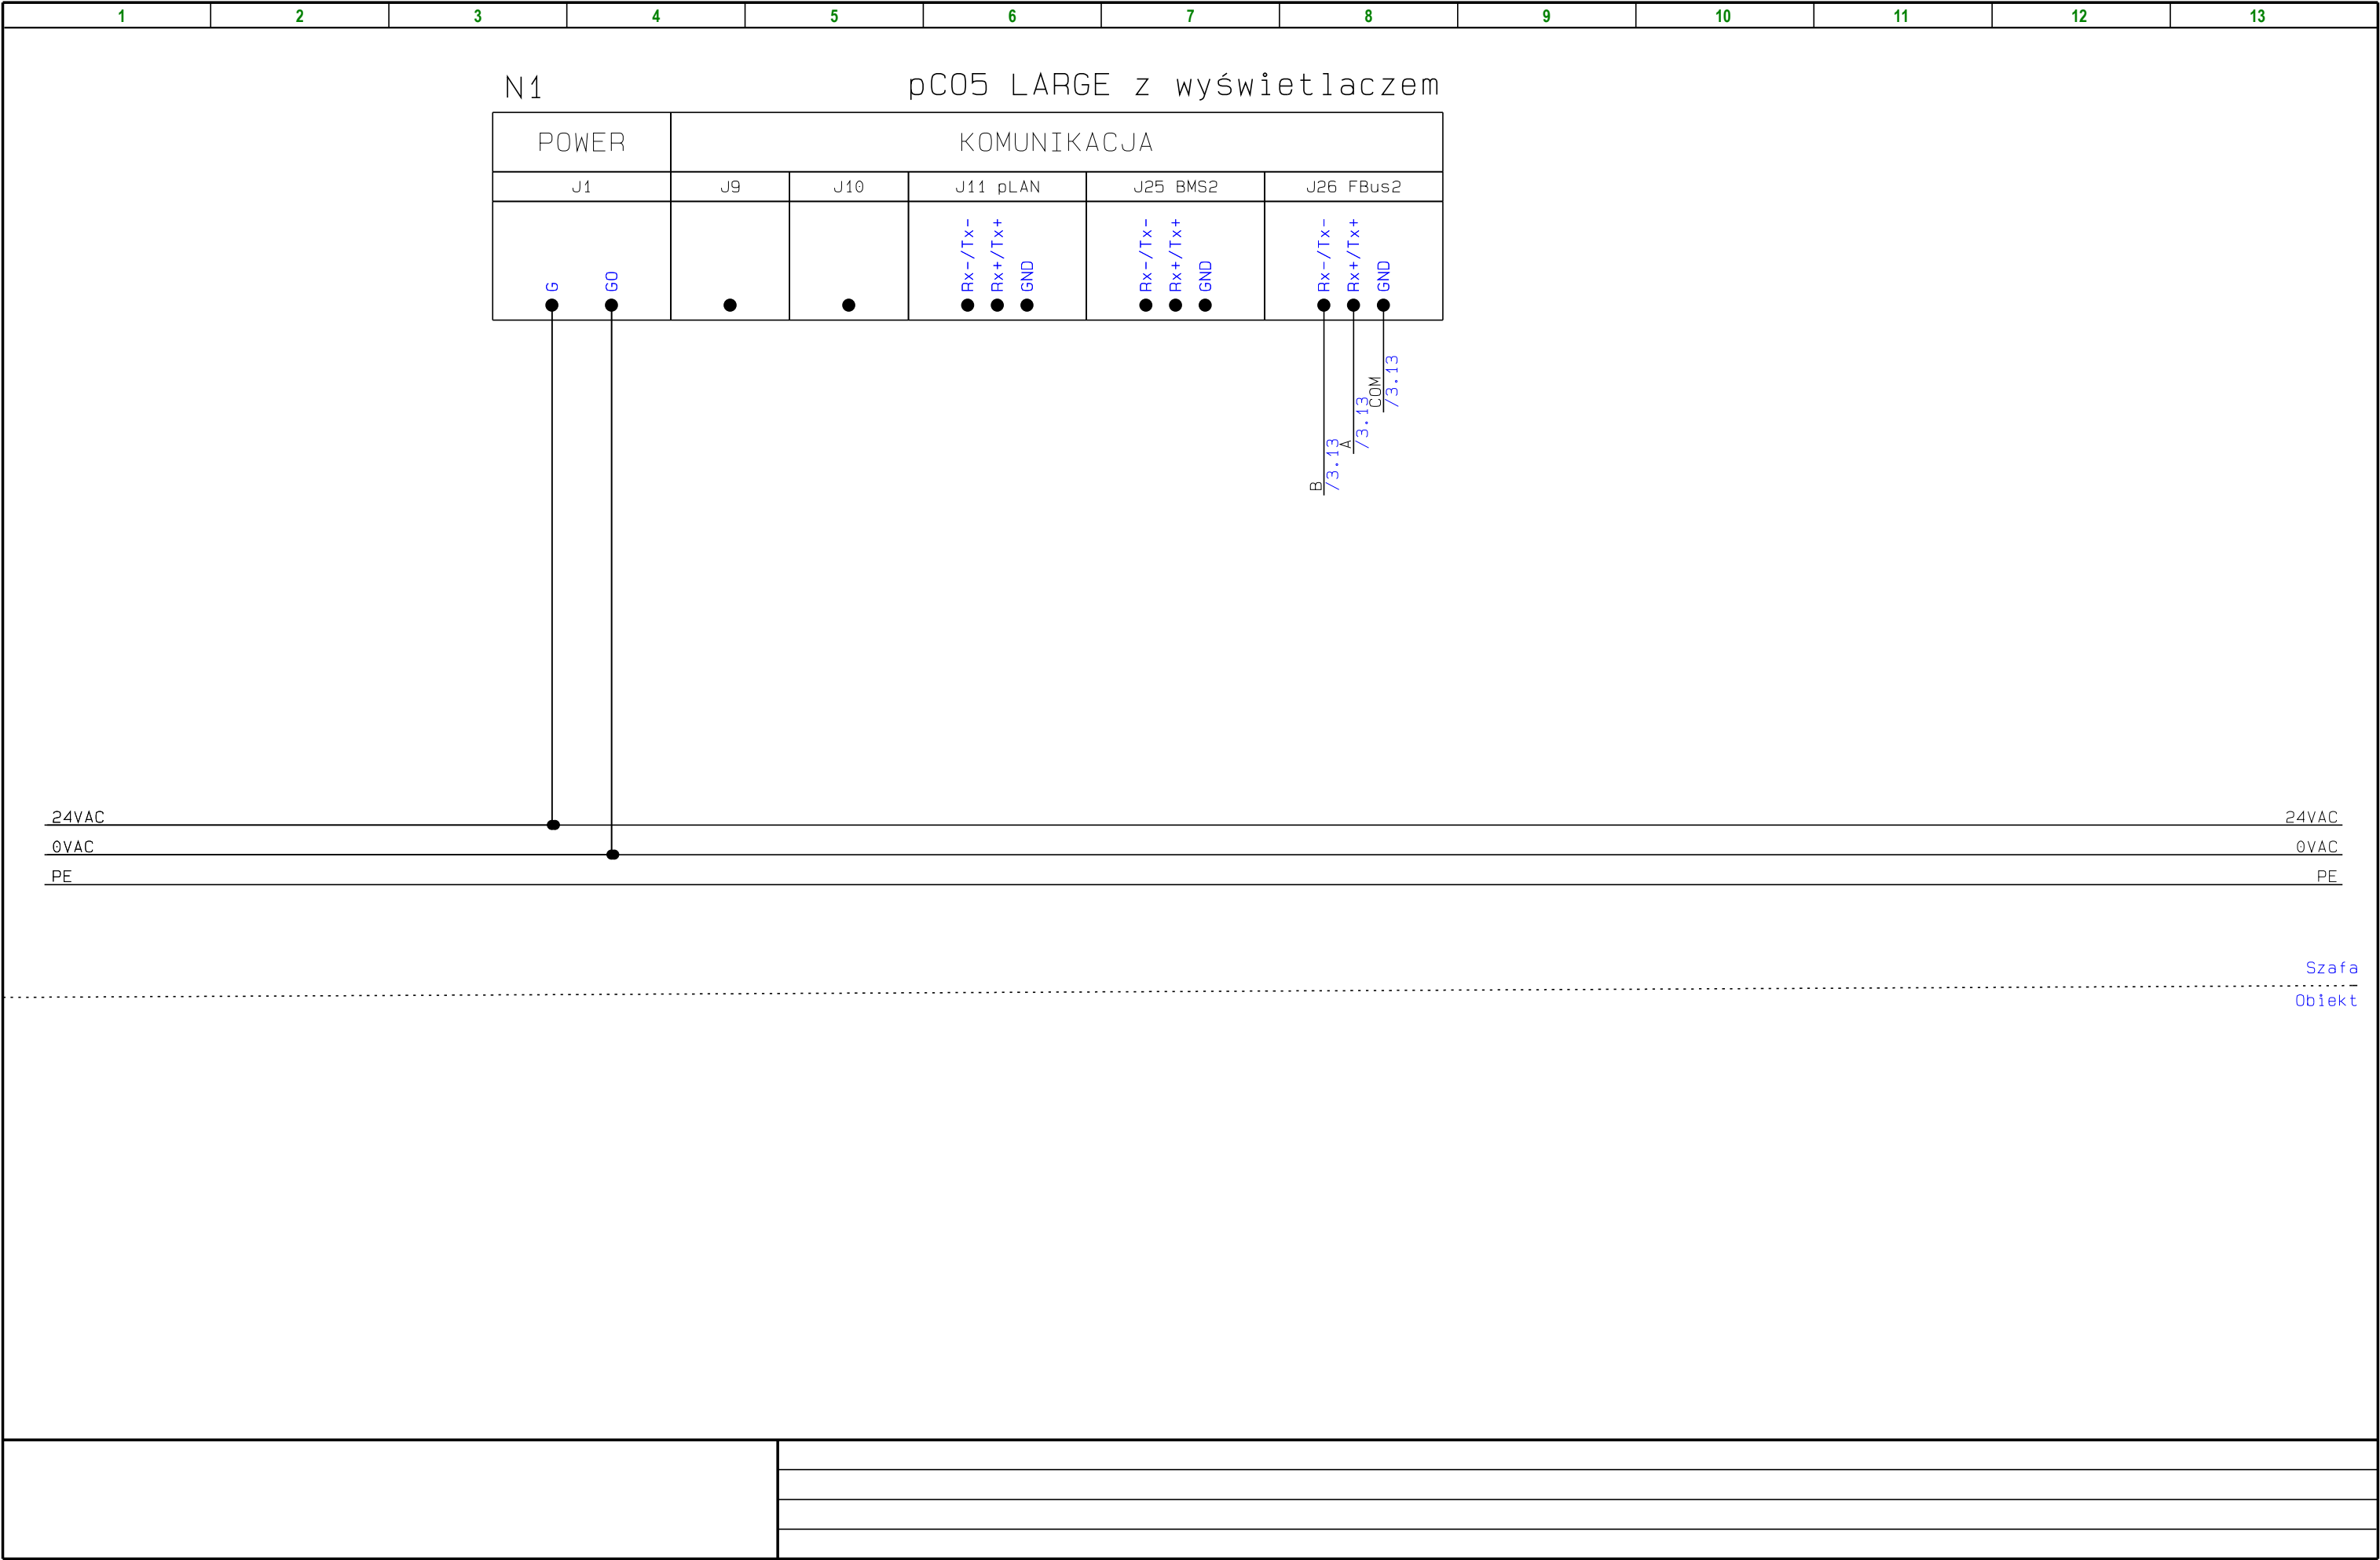 1 2 3 4 5 6 7 8 9 10 11 12 13
N1 pCO5 LARGE z wyświetlaczem
POWER KOMUNIKACJA
J1 J9 J10 J11 pLAN J25 BMS2 J26 FBus2
G G0 Rx-/Tx- Rx+/Tx+ GND Rx-/Tx- Rx+/Tx+ GND Rx-/Tx- Rx+/Tx+ GND
B /3.13 A /3.13 COM /3.13
24VAC 24VAC
0VAC 0VAC
PE PE
Szafa
Obiekt